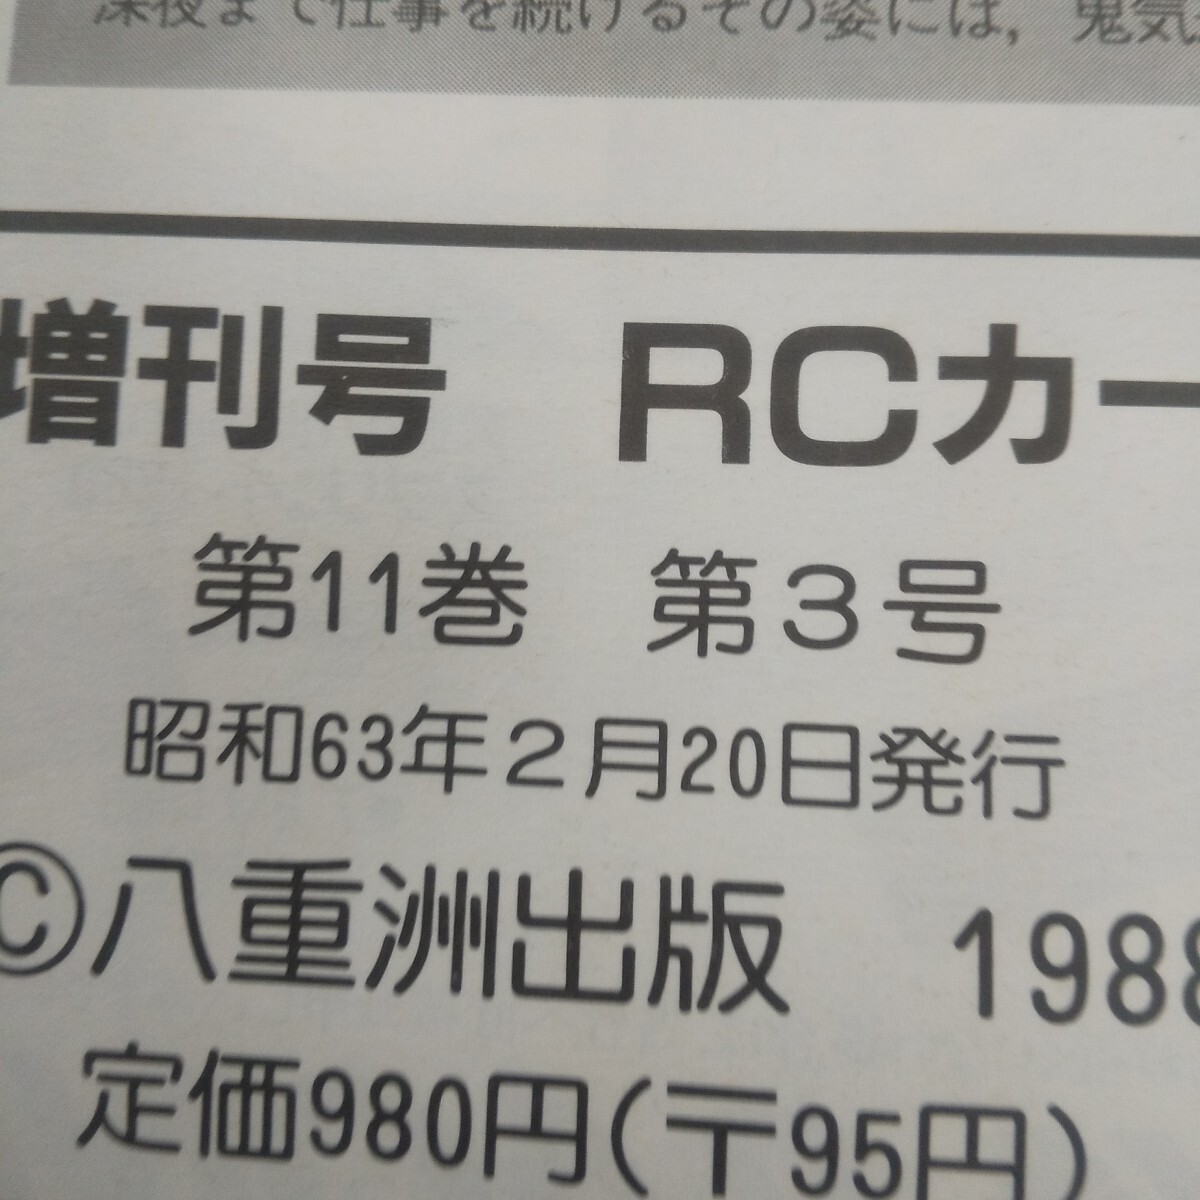 深夜まで仕事を続けるその姿には，鬼気
増刊号　RCカー
第11巻　第３号
昭和63年２月20日発行
©八重洲出版　1988
定価980円(〒95円)